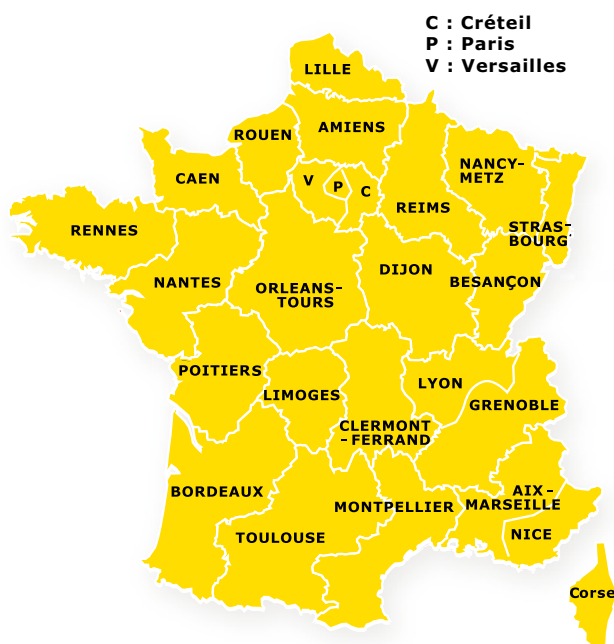 C : Créteil
P : Paris
V : Versailles
LILLE
AMIENS
ROUEN
CAEN
V
P
C
REIMS
NANCY-
METZ
STRAS-
BOURG
RENNES
NANTES
ORLEANS-
TOURS
DIJON
BESANÇON
POITIERS
LIMOGES
CLERMONT
-FERRAND
LYON
GRENOBLE
BORDEAUX
TOULOUSE
MONTPELLIER
AIX-
MARSEILLE
NICE
Corse